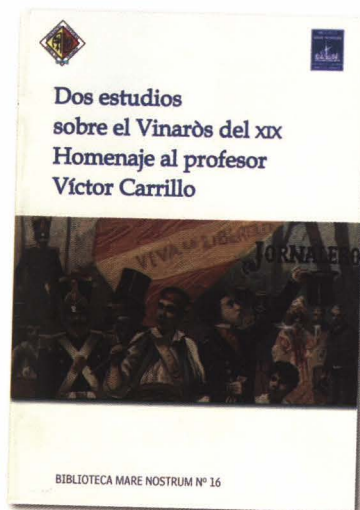 Dos estudios
sobre el Vinaròs del XIX
Homenaje al profesor
Víctor Carrillo
VIVA LA LIBERTAD
JORNALERO
BIBLIOTECA MARE NOSTRUM Nº 16